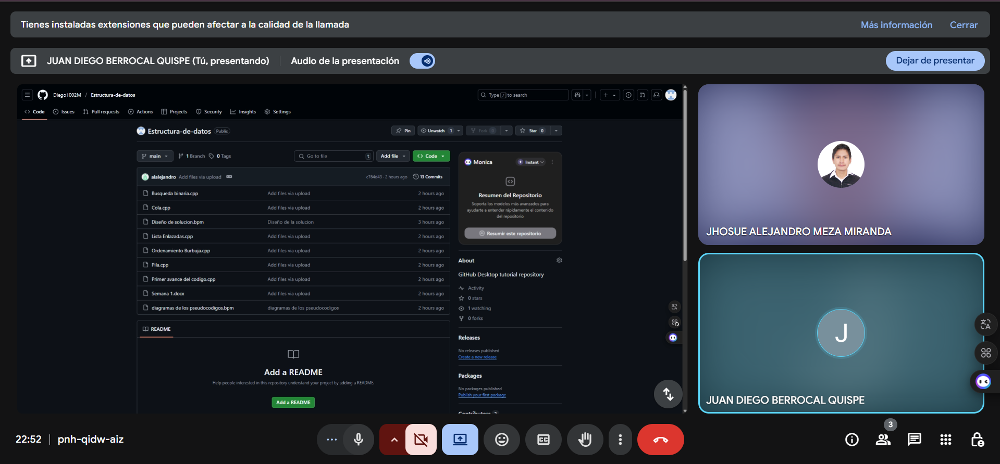 Tienes instaladas extensiones que pueden afectar a la calidad de la llamada
Más información
Cerrar
JUAN DIEGO BERROCAL QUISPE (Tú, presentando)
Audio de la presentación
Dejar de presentar
Diego1002M / Estructura-de-datos
Type / to search
Code
Issues
Pull requests
Actions
Projects
Security
Insights
Settings
Estructura-de-datos Public
Pin
Unwatch 1
Fork 0
Star 0
main
1 Branch
0 Tags
Go to file t
Add file
Code
alalejandro Add files via upload c764d43 · 2 hours ago 13 Commits
Busqueda binaria.cpp Add files via upload 2 hours ago
Cola.cpp Add files via upload 2 hours ago
Diseño de solucion.bpm Diseño de la solucion 3 hours ago
Lista Enlazadas.cpp Add files via upload 2 hours ago
Ordenamiento Burbuja.cpp Add files via upload 2 hours ago
Pila.cpp Add files via upload 2 hours ago
Primer avance del codigo.cpp Add files via upload 2 hours ago
Semana 1.docx Add files via upload 2 hours ago
diagramas de los pseudocodigos.bpm diagramas de los pseudocodigos 2 hours ago
README
Add a README
Help people interested in this repository understand your project by adding a README.
Add a README
Monica
Instant
Resumen del Repositorio
Soporta los modelos más avanzados para
ayudarte a entender rápidamente el contenido
del repositorio
Resumir este repositorio
About
GitHub Desktop tutorial repository
Activity
0 stars
1 watching
0 forks
Releases
No releases published
Create a new release
Packages
No packages published
Publish your first package
Contributors 2
JHOSUE ALEJANDRO MEZA MIRANDA
J
JUAN DIEGO BERROCAL QUISPE
22:52
pnh-qidw-aiz
CC
3